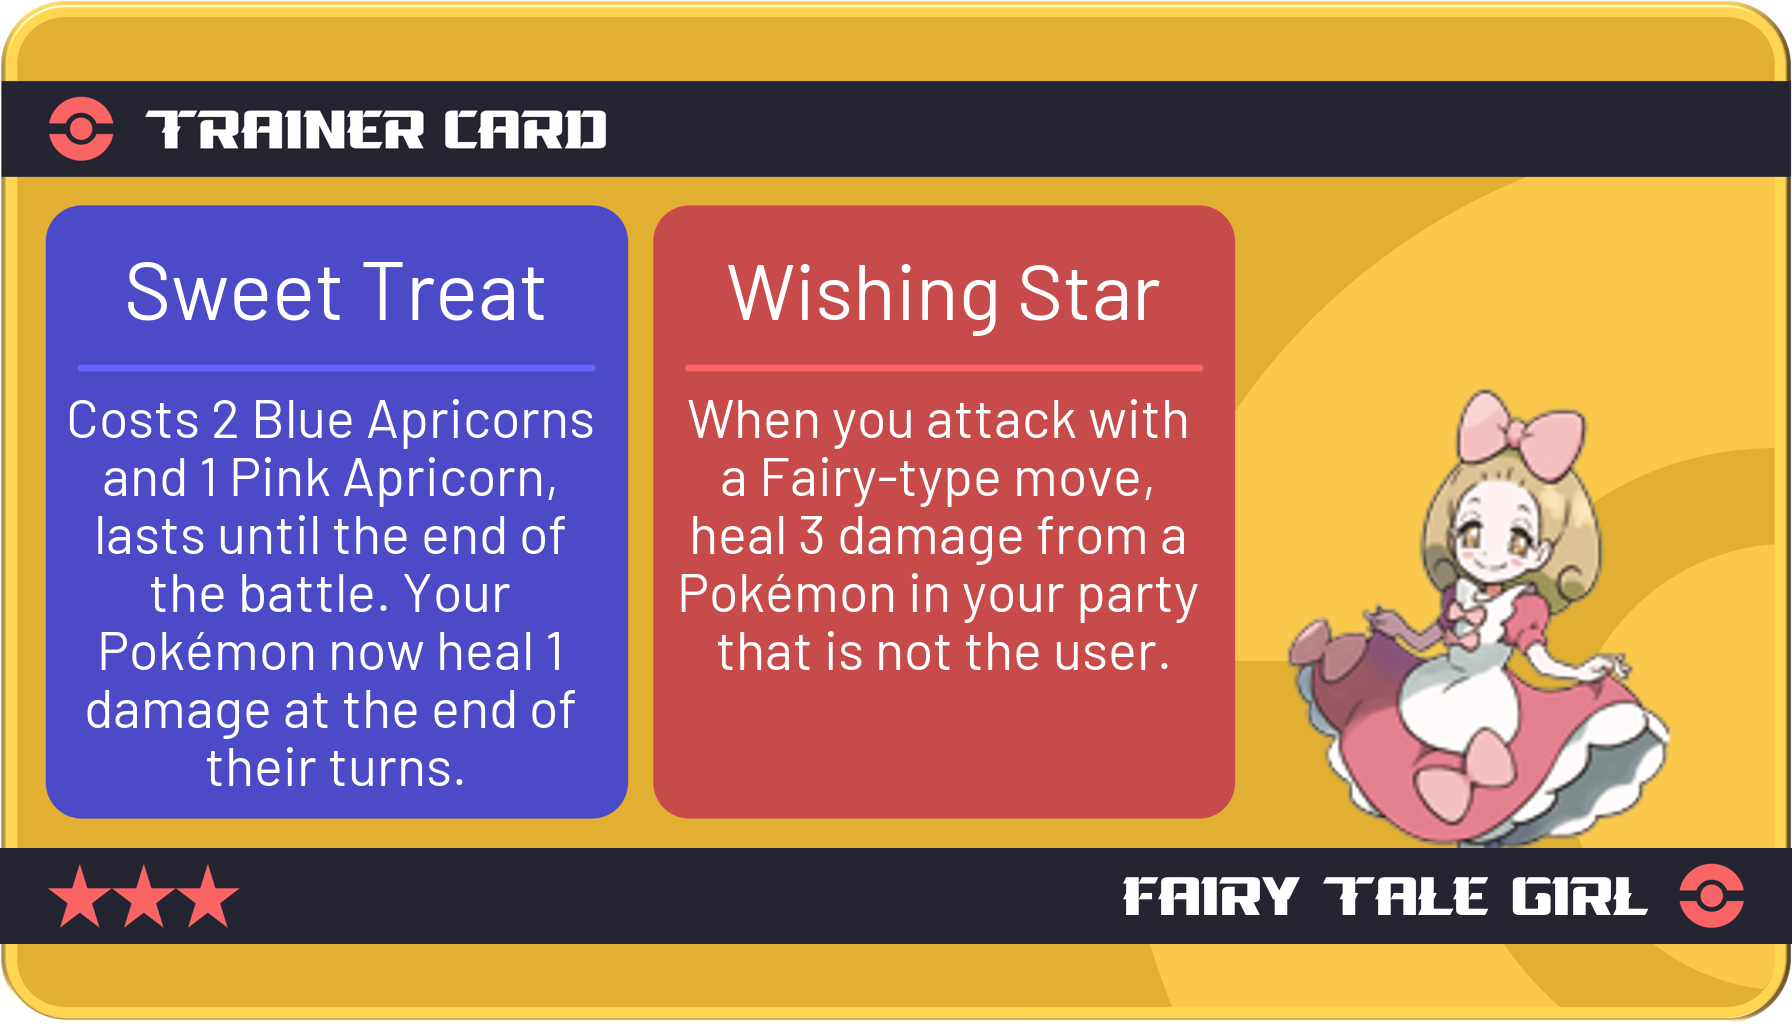 TRAINER CARD
Sweet Treat
Costs 2 Blue Apricorns
and 1 Pink Apricorn,
lasts until the end of
the battle. Your
Pokémon now heal 1
damage at the end of
their turns.
Wishing Star
When you attack with
a Fairy-type move,
heal 3 damage from a
Pokémon in your party
that is not the user.
FAIRY TALE GIRL